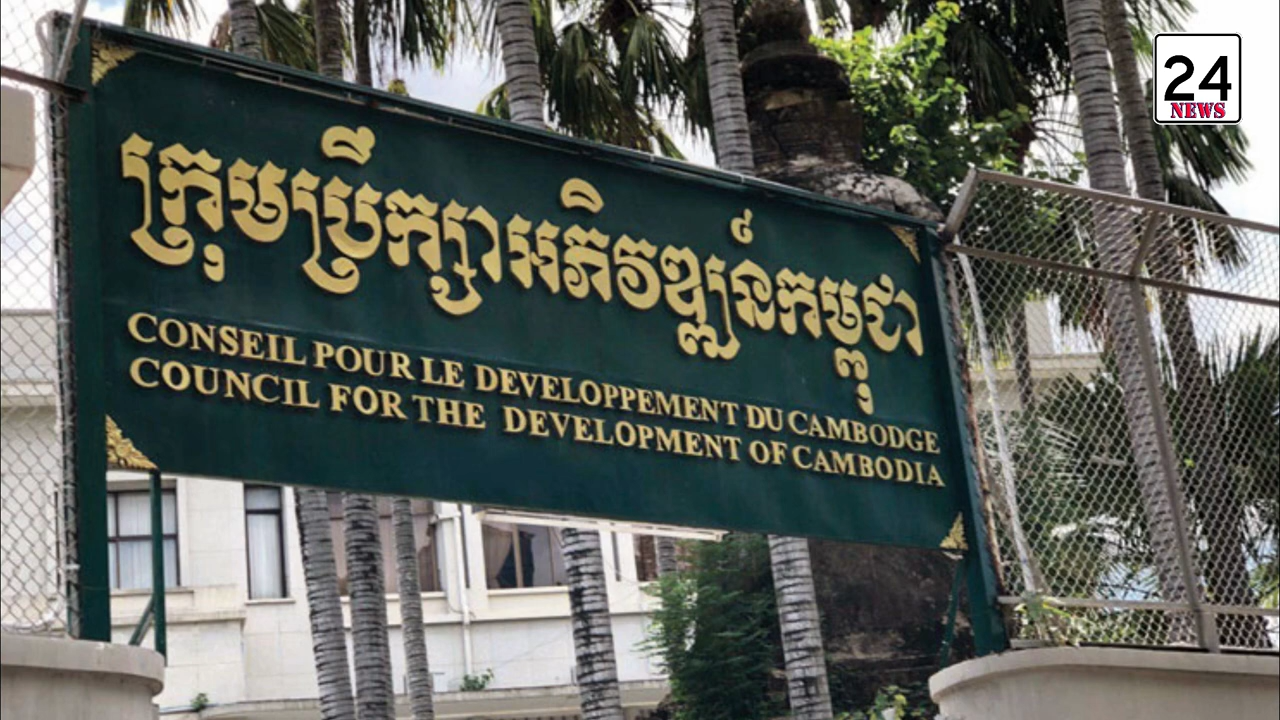 ក្រុមប្រឹក្សាអភិវឌ្ឍន៍កម្ពុជា
CONSEIL POUR LE DEVELOPPEMENT DU CAMBODGE
COUNCIL FOR THE DEVELOPMENT OF CAMBODIA
24
NEWS